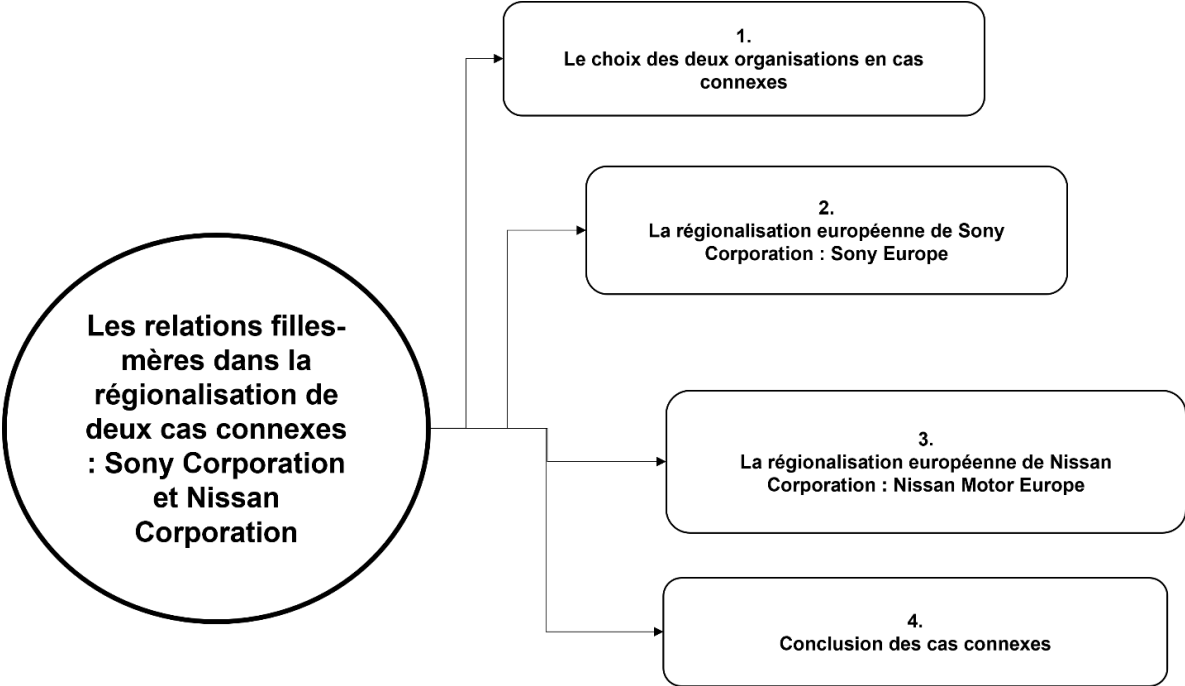 Les relations filles-
mères dans la
régionalisation de
deux cas connexes
: Sony Corporation
et Nissan
Corporation
1.
Le choix des deux organisations en cas
connexes
2.
La régionalisation européenne de Sony
Corporation : Sony Europe
3.
La régionalisation européenne de Nissan
Corporation : Nissan Motor Europe
4.
Conclusion des cas connexes